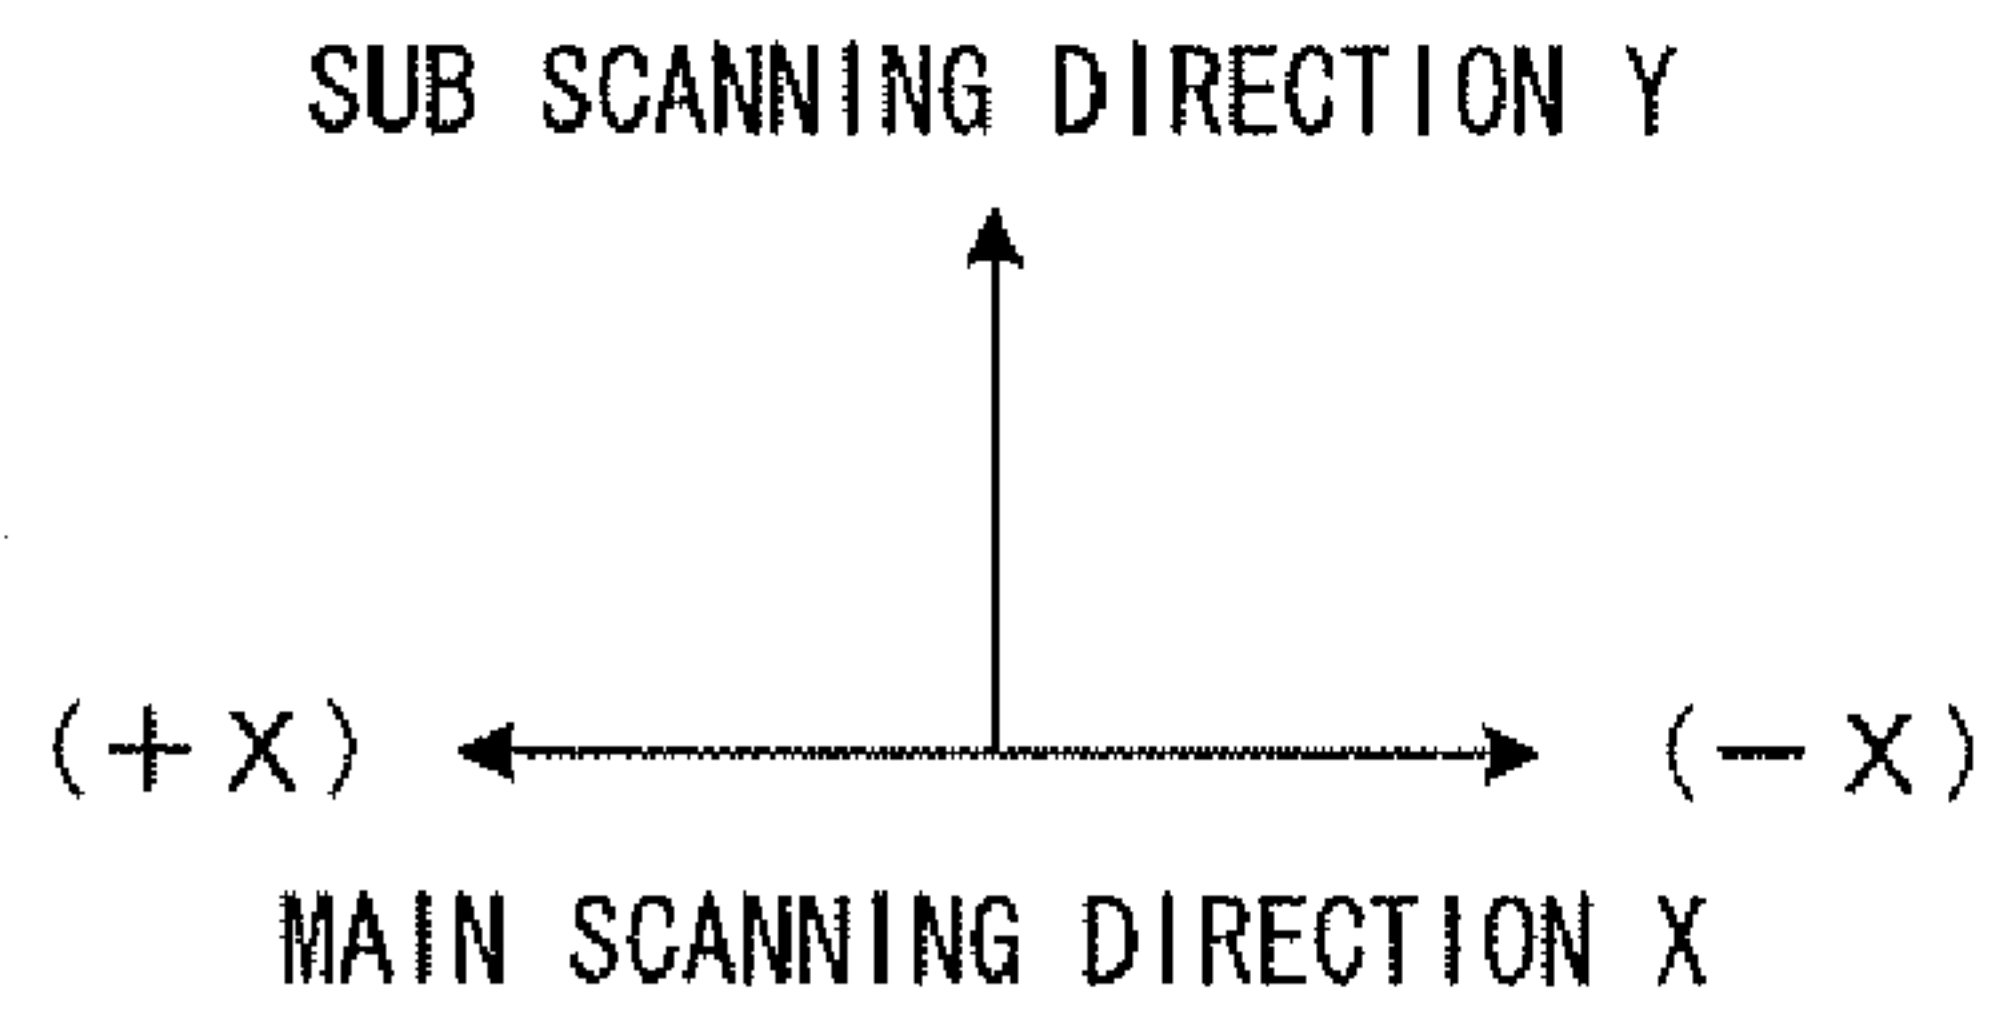 SUB SCANNING DIRECTION Y
(+X) (−X)
MAIN SCANNING DIRECTION X